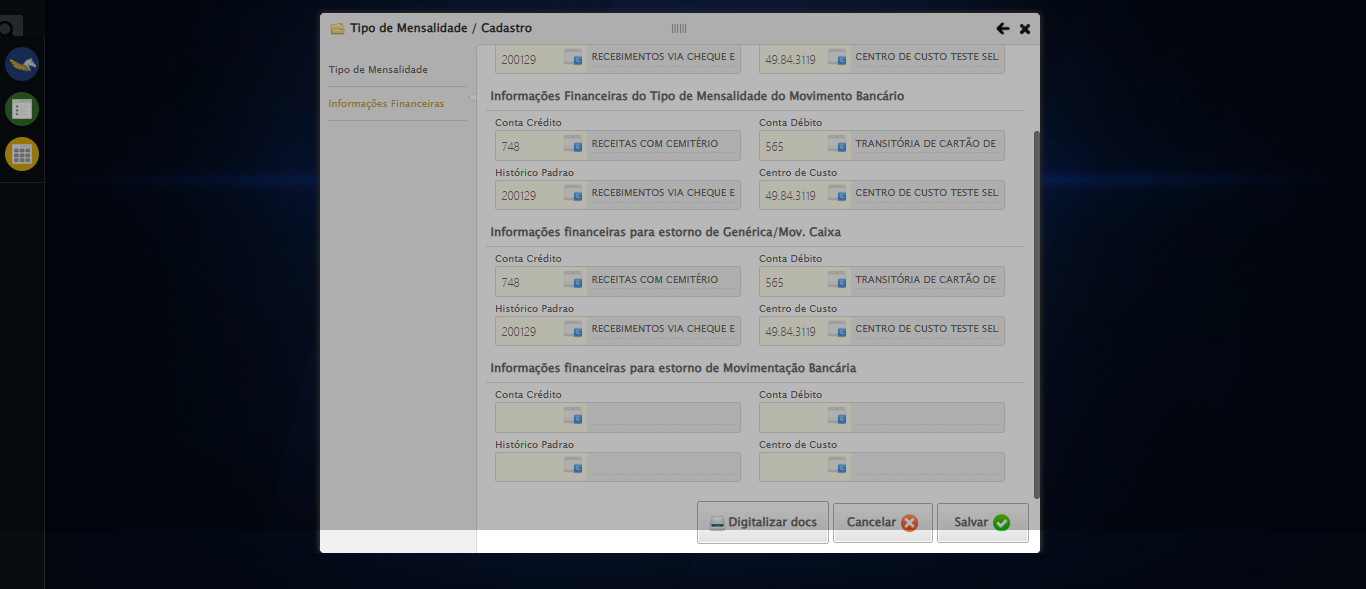 Tipo de Mensalidade / Cadastro
Tipo de Mensalidade
Informações Financeiras
200129 RECEBIMENTOS VIA CHEQUE E 49.84.3119 CENTRO DE CUSTO TESTE SEL
Informações Financeiras do Tipo de Mensalidade do Movimento Bancário
Conta Crédito Conta Débito
748 RECEITAS COM CEMITÉRIO 565 TRANSITÓRIA DE CARTÃO DE
Histórico Padrao Centro de Custo
200129 RECEBIMENTOS VIA CHEQUE E 49.84.3119 CENTRO DE CUSTO TESTE SEL
Informações financeiras para estorno de Genérica/Mov. Caixa
Conta Crédito Conta Débito
748 RECEITAS COM CEMITÉRIO 565 TRANSITÓRIA DE CARTÃO DE
Histórico Padrao Centro de Custo
200129 RECEBIMENTOS VIA CHEQUE E 49.84.3119 CENTRO DE CUSTO TESTE SEL
Informações financeiras para estorno de Movimentação Bancária
Conta Crédito Conta Débito
Histórico Padrao Centro de Custo
Digitalizar docs Cancelar Salvar